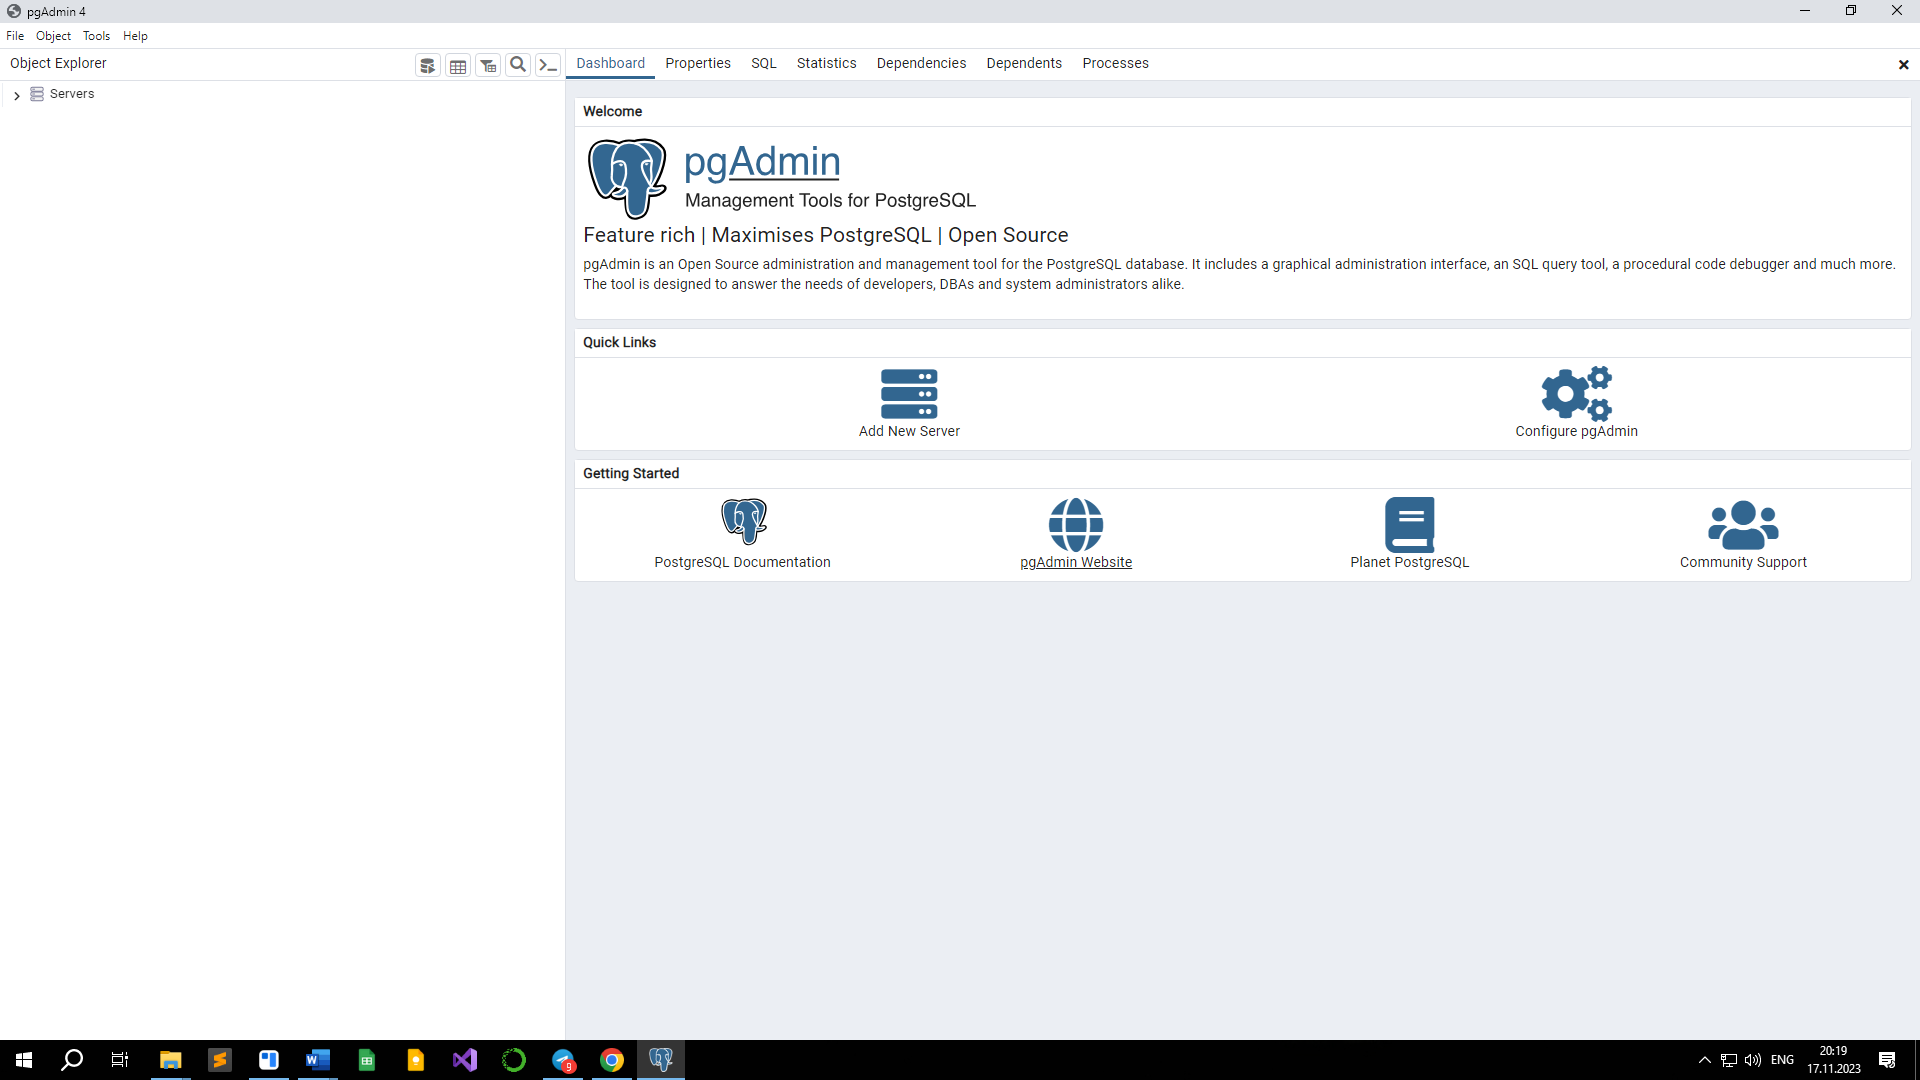 pgAdmin 4
File Object Tools Help
Object Explorer
Dashboard Properties SQL Statistics Dependencies Dependents Processes
Servers
Welcome
pgAdmin
Management Tools for PostgreSQL
Feature rich | Maximises PostgreSQL | Open Source
pgAdmin is an Open Source administration and management tool for the PostgreSQL database. It includes a graphical administration interface, an SQL query tool, a procedural code debugger and much more.
The tool is designed to answer the needs of developers, DBAs and system administrators alike.
Quick Links
Add New Server
Configure pgAdmin
Getting Started
PostgreSQL Documentation
pgAdmin Website
Planet PostgreSQL
Community Support
9
ENG
20:19
17.11.2023